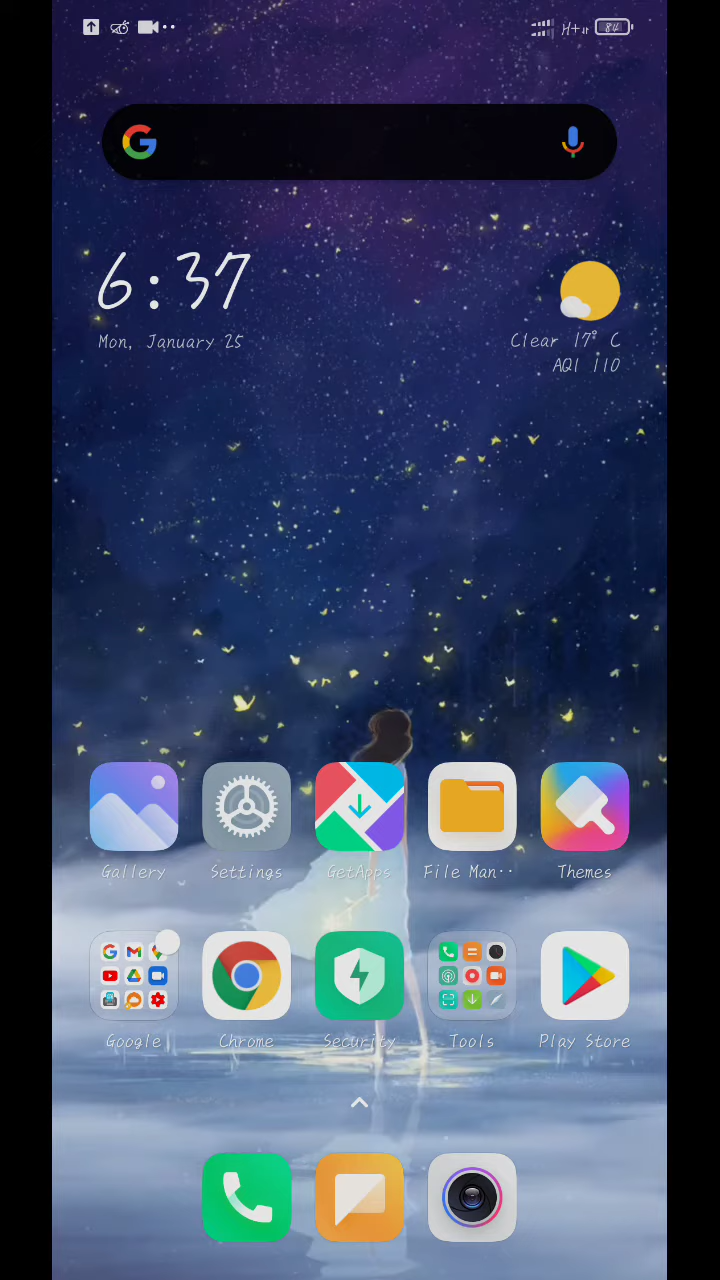 H+ 84
6:37
Mon, January 25
Clear 17° C
AQI 110
Gallery
Settings
GetApps
File Man··
Themes
Google
Chrome
Security
Tools
Play Store